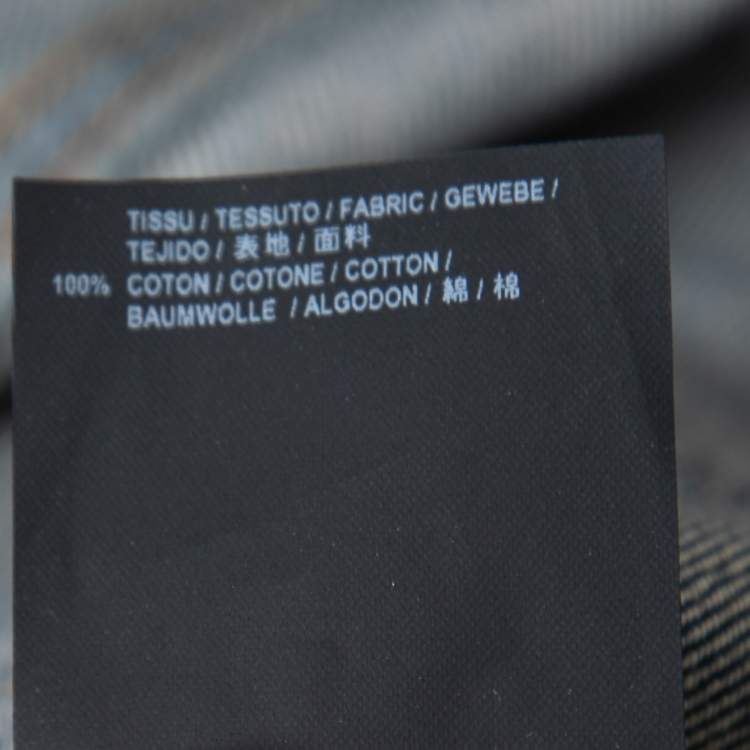 TISSU / TESSUTO / FABRIC / GEWEBE /
TEJIDO / 表地 / 面料
100% COTON / COTONE / COTTON /
BAUMWOLLE / ALGODON / 綿 / 棉